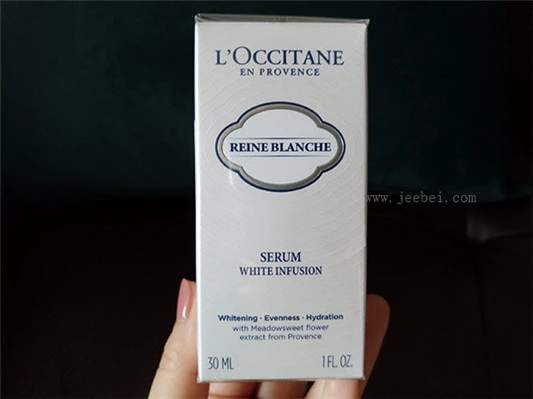 L'OCCITANE
EN PROVENCE
REINE BLANCHE
www.jeebei.com
SERUM
WHITE INFUSION
Whitening · Evenness · Hydration
with Meadowsweet flower
extract from Provence
30 ML 1 FL.OZ.